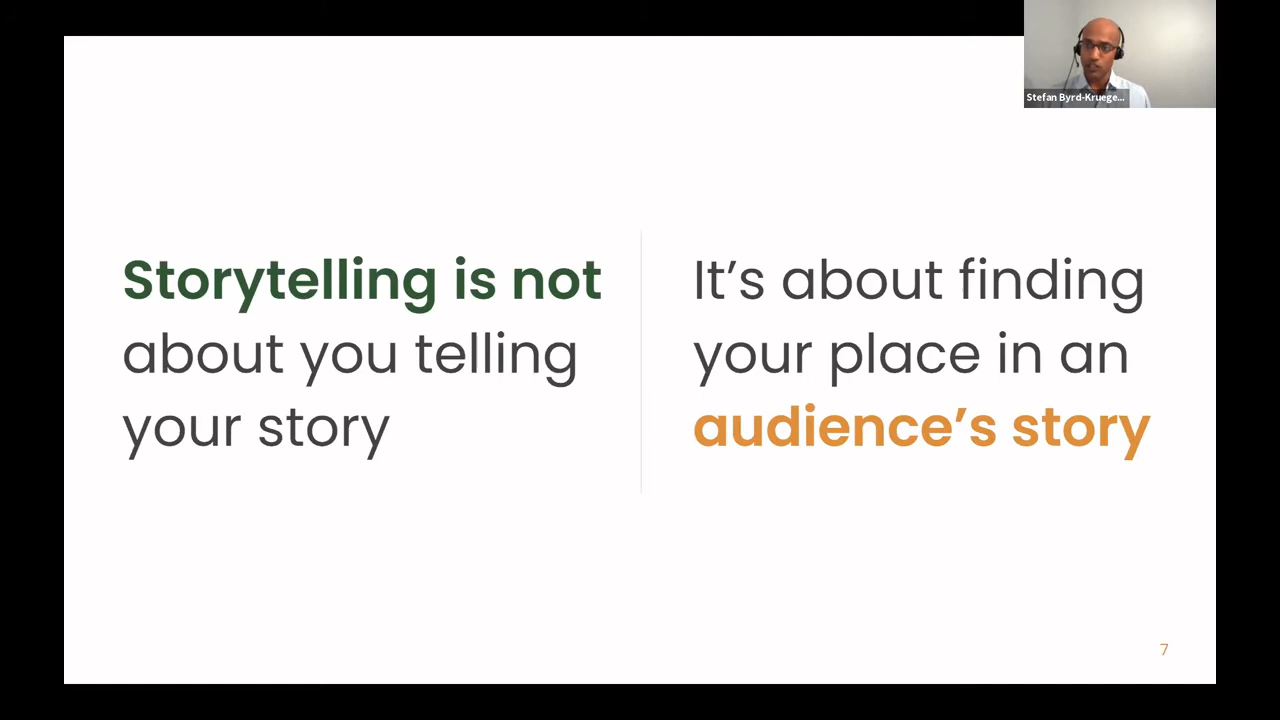 Stefan Byrd-Kruege...
Storytelling is not
about you telling
your story
It’s about finding
your place in an
audience’s story
7